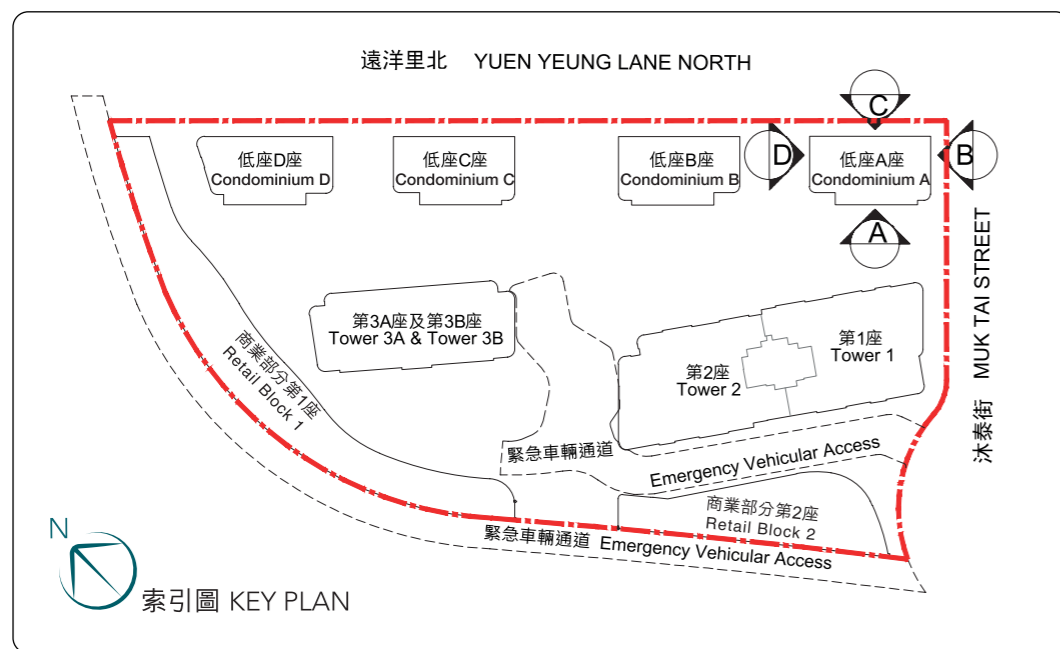 遠洋里北 YUEN YEUNG LANE NORTH
C
低座D座
Condominium D
低座C座
Condominium C
低座B座
Condominium B
D
低座A座
Condominium A
B
A
沐泰街 MUK TAI STREET
第3A座及第3B座
Tower 3A & Tower 3B
第1座
Tower 1
第2座
Tower 2
商業部分第1座
Retail Block 1
緊急車輛通道 Emergency Vehicular Access
商業部分第2座
Retail Block 2
緊急車輛通道 Emergency Vehicular Access
N
索引圖 KEY PLAN